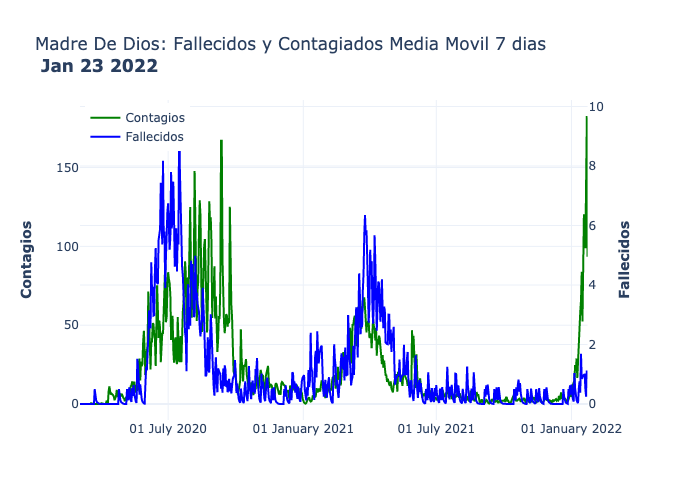 Madre De Dios: Fallecidos y Contagiados Media Movil 7 dias
Jan 23 2022
Contagios
Fallecidos
150
100
50
0
10
8
6
4
2
0
Contagios
Fallecidos
01 July 2020
01 January 2021
01 July 2021
01 January 2022